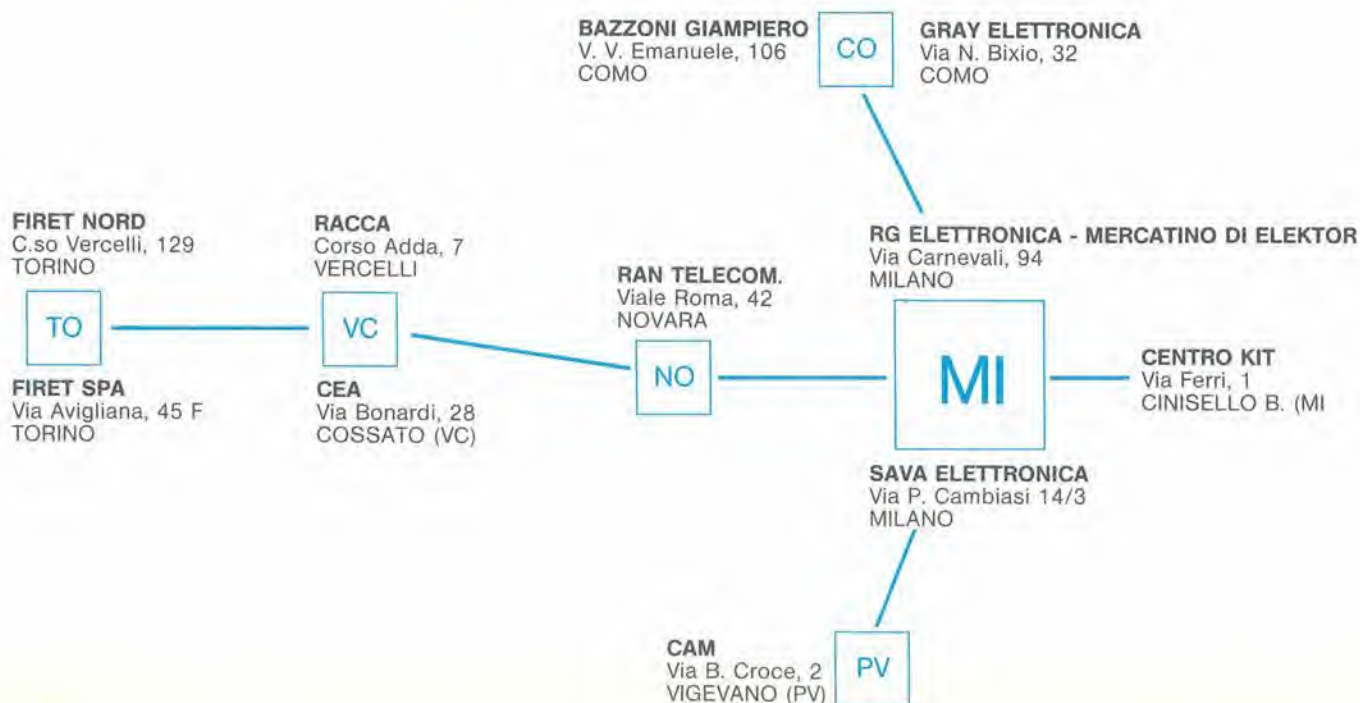 BAZZONI GIAMPIERO
V. V. Emanuele, 106
COMO
CO
GRAY ELETTRONICA
Via N. Bixio, 32
COMO
FIRET NORD
C.so Vercelli, 129
TORINO
TO
FIRET SPA
Via Avigliana, 45 F
TORINO
RACCA
Corso Adda, 7
VERCELLI
VC
CEA
Via Bonardi, 28
COSSATO (VC)
RAN TELECOM.
Viale Roma, 42
NOVARA
NO
RG ELETTRONICA - MERCATINO DI ELEKTOR
Via Carnevali, 94
MILANO
MI
SAVA ELETTRONICA
Via P. Cambiasi 14/3
MILANO
CENTRO KIT
Via Ferri, 1
CINISELLO B. (MI
CAM
Via B. Croce, 2
VIGEVANO (PV)
PV